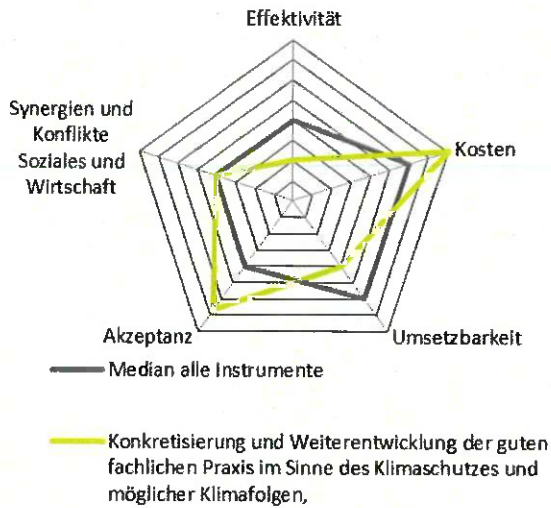 Effektivität
Synergien und
Konflikte
Soziales und
Wirtschaft
Kosten
Akzeptanz
Umsetzbarkeit
Median alle Instrumente
Konkretisierung und Weiterentwicklung der guten
fachlichen Praxis im Sinne des Klimaschutzes und
möglicher Klimafolgen,